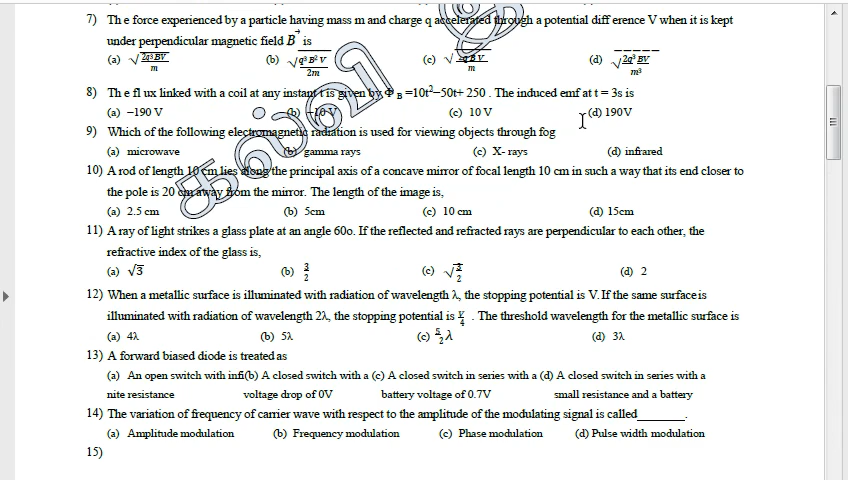 7) Th e force experienced by a particle having mass m and charge q accelerated through a potential diff erence V when it is kept
under perpendicular magnetic field B⃗ is
(a) √2q³BV/m (b) √q³B²V/2m (c) √ (d) √2q³BV/m³
8) Th e fl ux linked with a coil at any instant t is given by Φ B =10t²–50t+ 250 . The induced emf at t = 3s is
(a) −190 V (b) −10 V (c) 10 V (d) 190V
9) Which of the following electromagnetic radiation is used for viewing objects through fog
(a) microwave (b) gamma rays (c) X- rays (d) infrared
10) A rod of length 10 cm lies along the principal axis of a concave mirror of focal length 10 cm in such a way that its end closer to
the pole is 20 cm away from the mirror. The length of the image is,
(a) 2.5 cm (b) 5cm (c) 10 cm (d) 15cm
11) A ray of light strikes a glass plate at an angle 60o. If the reflected and refracted rays are perpendicular to each other, the
refractive index of the glass is,
(a) √3 (b) 3/2 (c) √3/2 (d) 2
12) When a metallic surface is illuminated with radiation of wavelength λ, the stopping potential is V. If the same surface is
illuminated with radiation of wavelength 2λ, the stopping potential is V/4 . The threshold wavelength for the metallic surface is
(a) 4λ (b) 5λ (c) 5/2 λ (d) 3λ
13) A forward biased diode is treated as
(a) An open switch with infi(b) A closed switch with a (c) A closed switch in series with a (d) A closed switch in series with a
nite resistance voltage drop of 0V battery voltage of 0.7V small resistance and a battery
14) The variation of frequency of carrier wave with respect to the amplitude of the modulating signal is called________.
(a) Amplitude modulation (b) Frequency modulation (c) Phase modulation (d) Pulse width modulation
15)